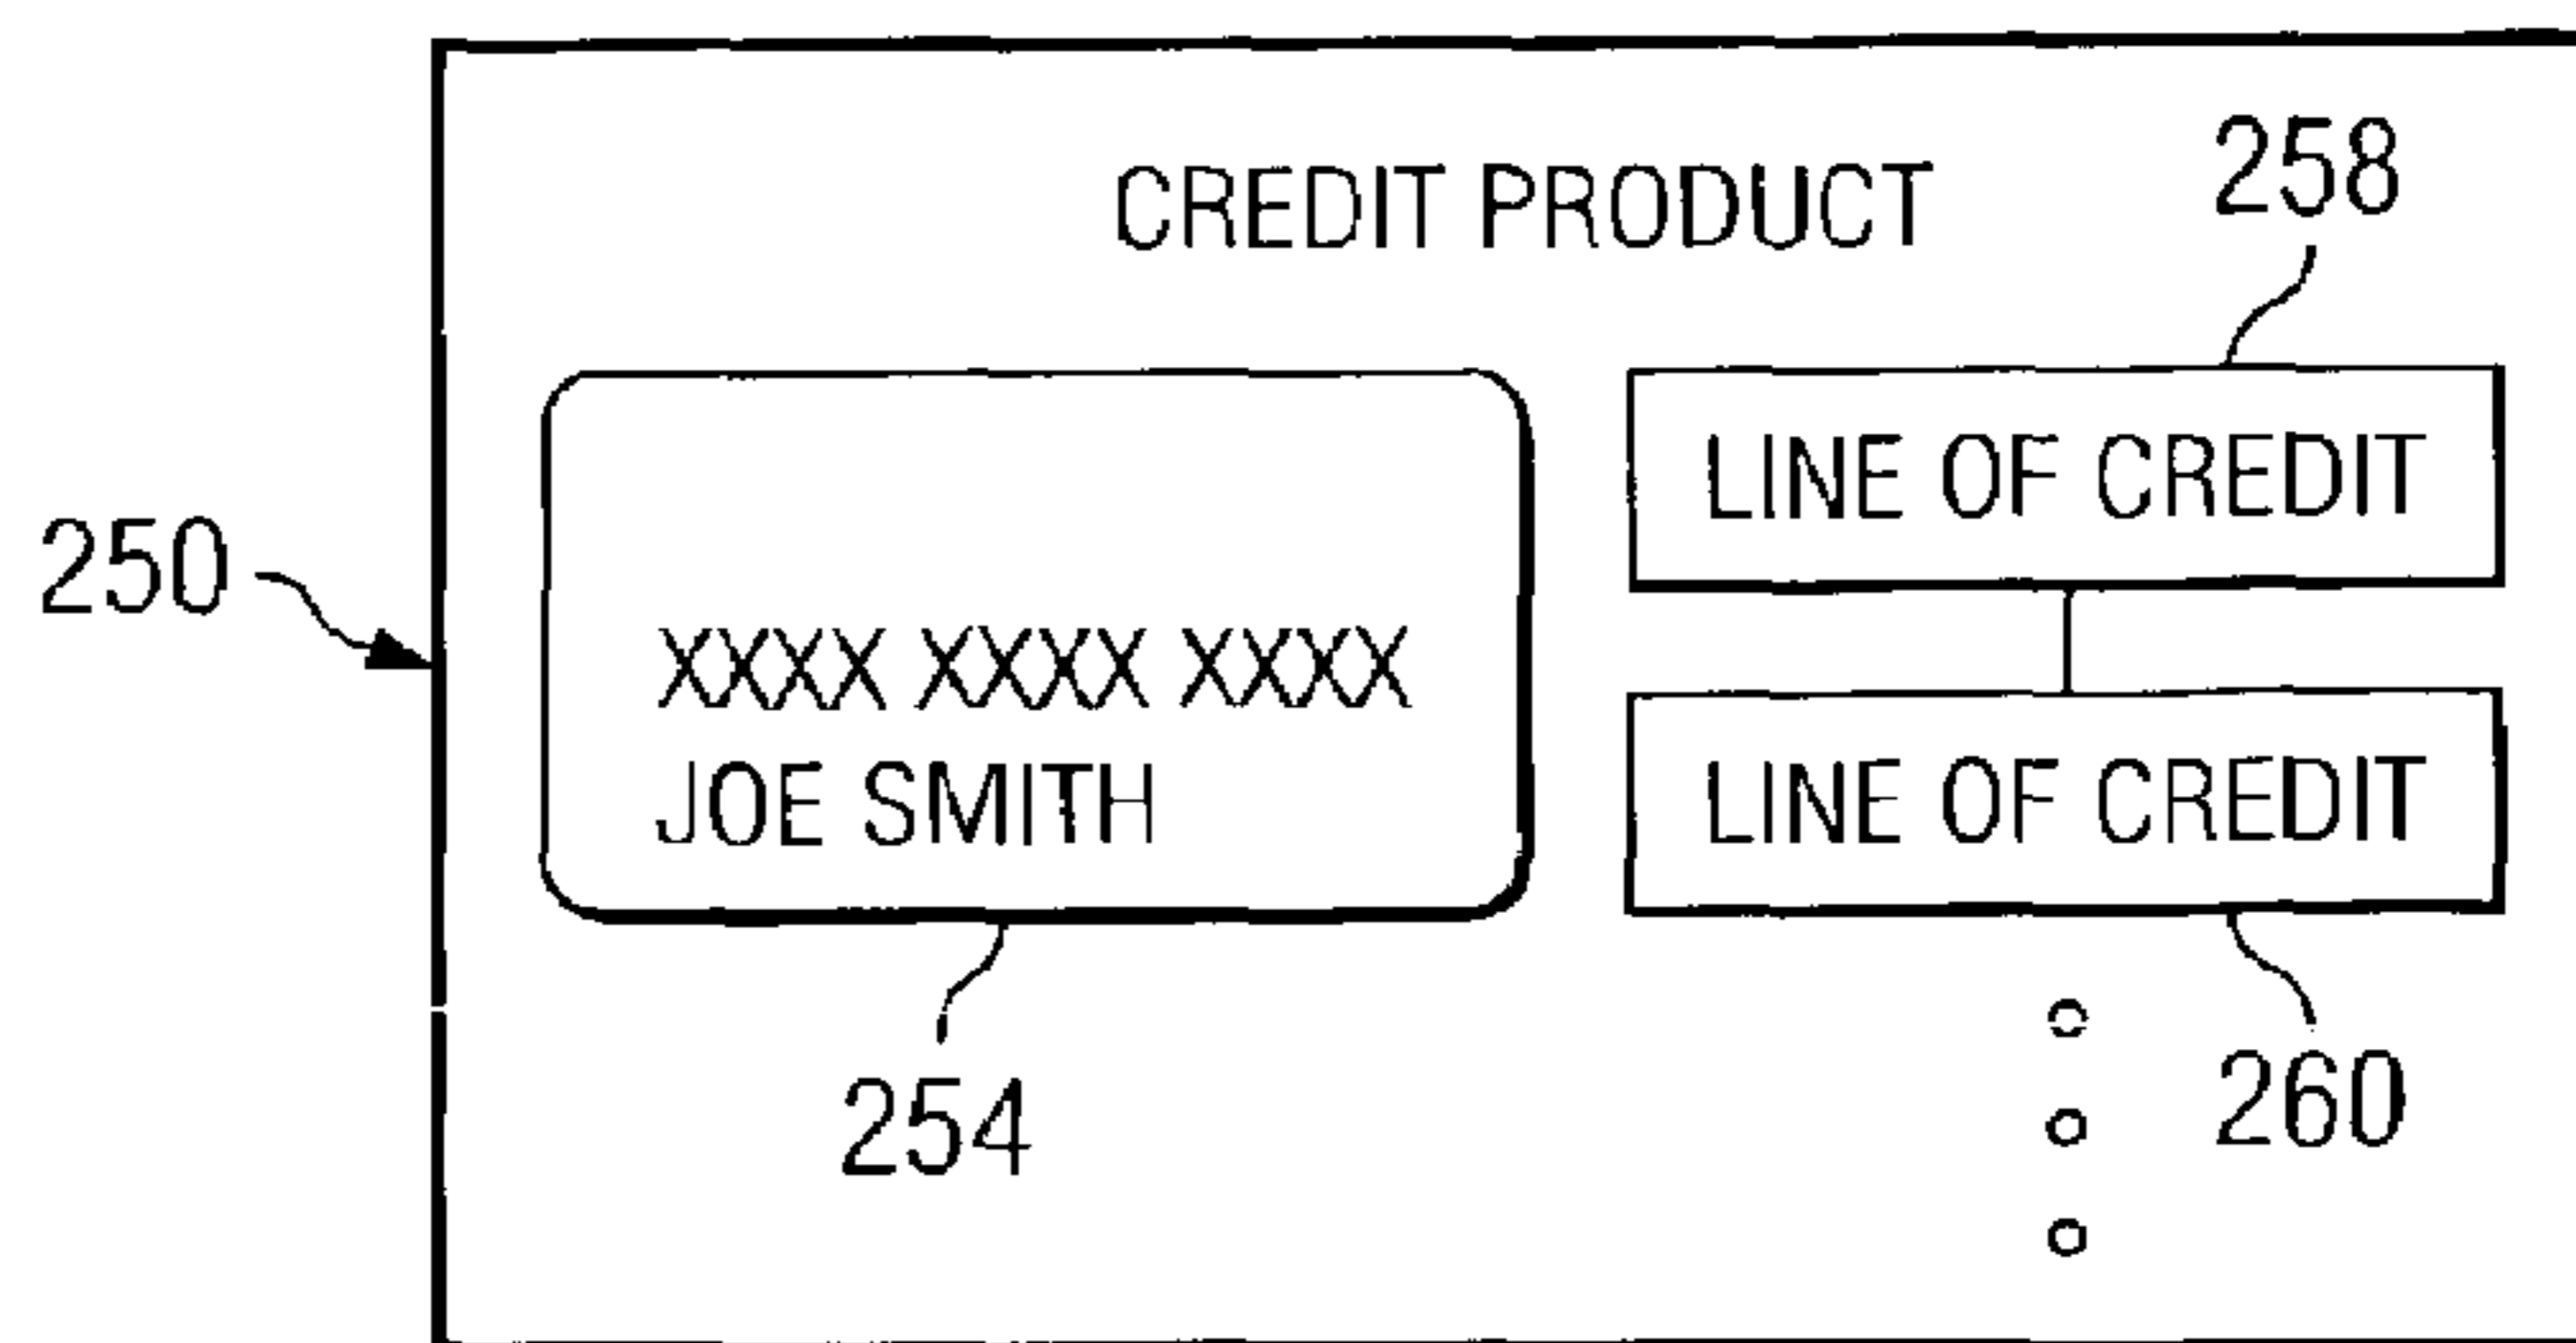 CREDIT PRODUCT
258
LINE OF CREDIT
250
XXXX XXXX XXXX
JOE SMITH
LINE OF CREDIT
254
260